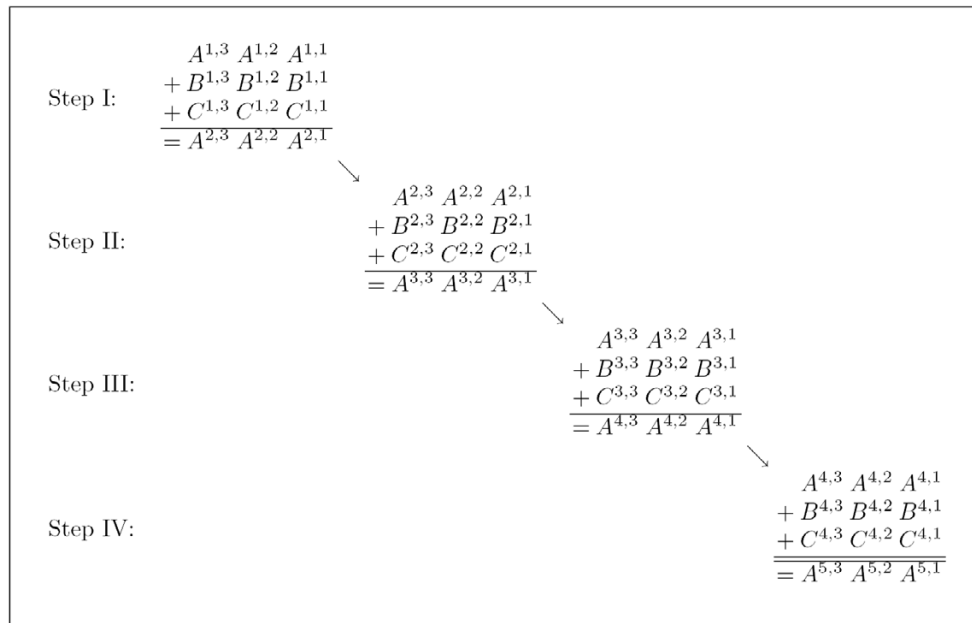 A^{1,3} A^{1,2} A^{1,1}
+ B^{1,3} B^{1,2} B^{1,1}
Step I:
+ C^{1,3} C^{1,2} C^{1,1}
= A^{2,3} A^{2,2} A^{2,1}
↘
A^{2,3} A^{2,2} A^{2,1}
+ B^{2,3} B^{2,2} B^{2,1}
Step II:
+ C^{2,3} C^{2,2} C^{2,1}
= A^{3,3} A^{3,2} A^{3,1}
↘
A^{3,3} A^{3,2} A^{3,1}
+ B^{3,3} B^{3,2} B^{3,1}
Step III:
+ C^{3,3} C^{3,2} C^{3,1}
= A^{4,3} A^{4,2} A^{4,1}
↘
A^{4,3} A^{4,2} A^{4,1}
+ B^{4,3} B^{4,2} B^{4,1}
Step IV:
+ C^{4,3} C^{4,2} C^{4,1}
= A^{5,3} A^{5,2} A^{5,1}